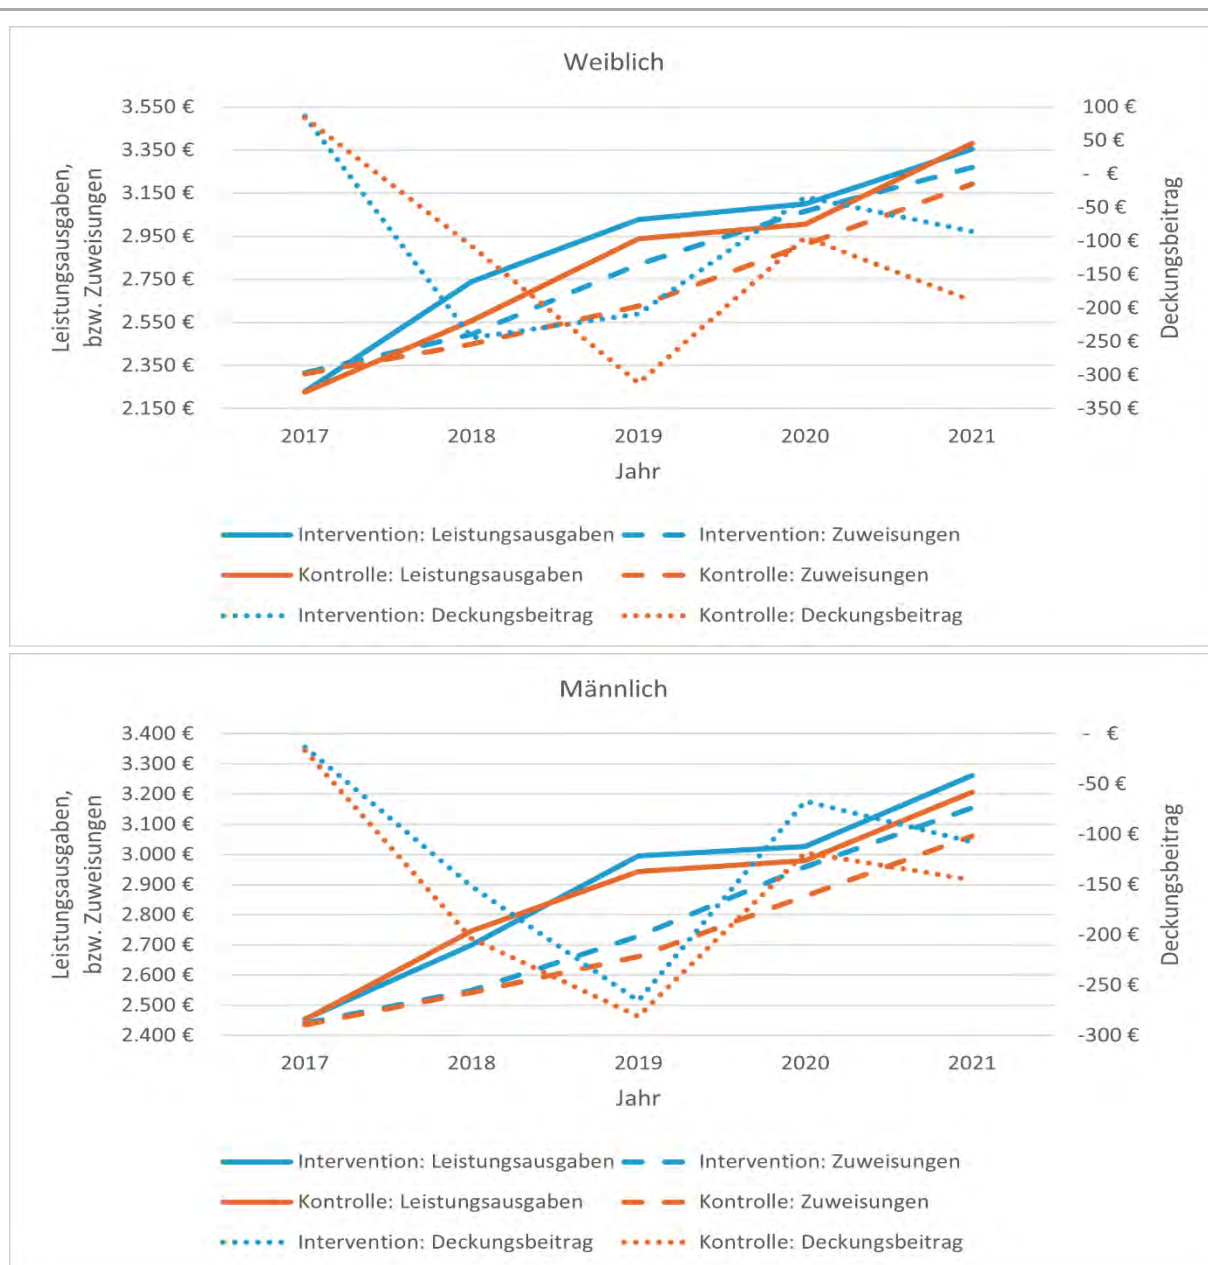 Weiblich
3.550 €
3.350 €
3.150 €
2.950 €
2.750 €
2.550 €
2.350 €
2.150 €
Leistungsausgaben,
bzw. Zuweisungen
100 €
50 €
- €
-50 €
-100 €
-150 €
-200 €
-250 €
-300 €
-350 €
Deckungsbeitrag
2017 2018 2019 2020 2021
Jahr
Intervention: Leistungsausgaben Intervention: Zuweisungen
Kontrolle: Leistungsausgaben Kontrolle: Zuweisungen
Intervention: Deckungsbeitrag Kontrolle: Deckungsbeitrag
Männlich
3.400 €
3.300 €
3.200 €
3.100 €
3.000 €
2.900 €
2.800 €
2.700 €
2.600 €
2.500 €
2.400 €
Leistungsausgaben,
bzw. Zuweisungen
- €
-50 €
-100 €
-150 €
-200 €
-250 €
-300 €
Deckungsbeitrag
2017 2018 2019 2020 2021
Jahr
Intervention: Leistungsausgaben Intervention: Zuweisungen
Kontrolle: Leistungsausgaben Kontrolle: Zuweisungen
Intervention: Deckungsbeitrag Kontrolle: Deckungsbeitrag